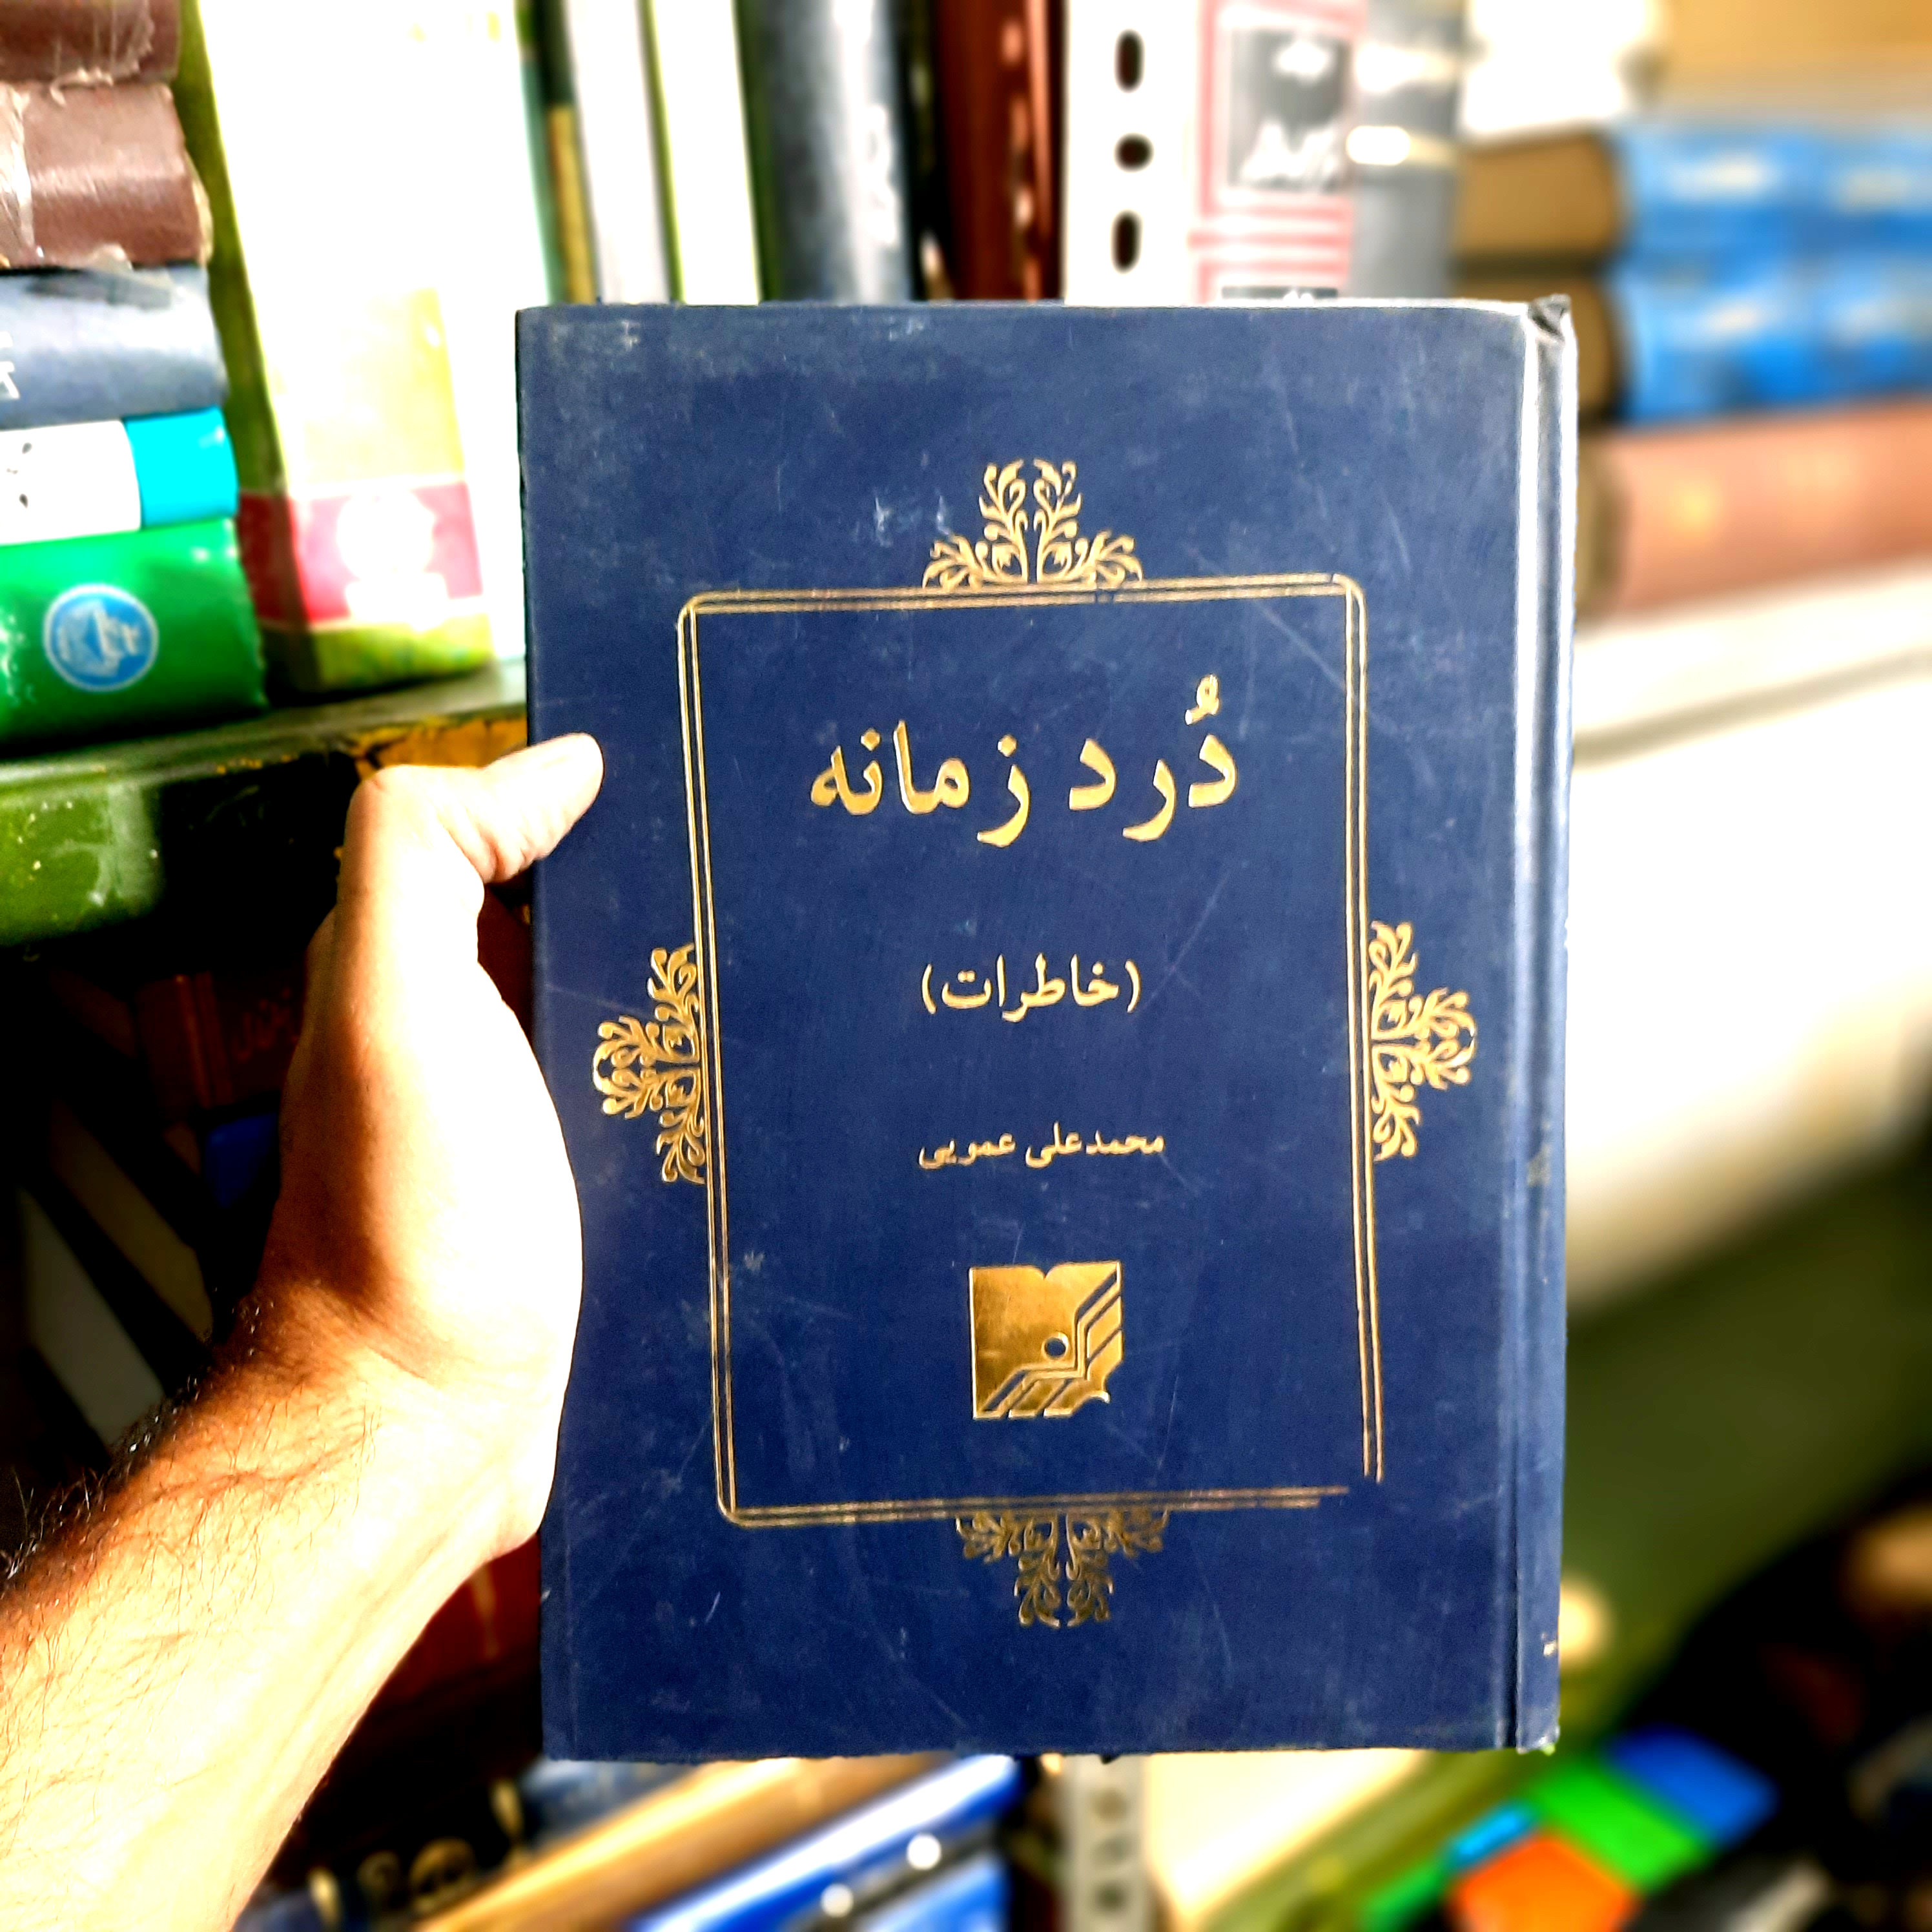 دُرد زمانه
(خاطرات)
محمدعلی عمویی